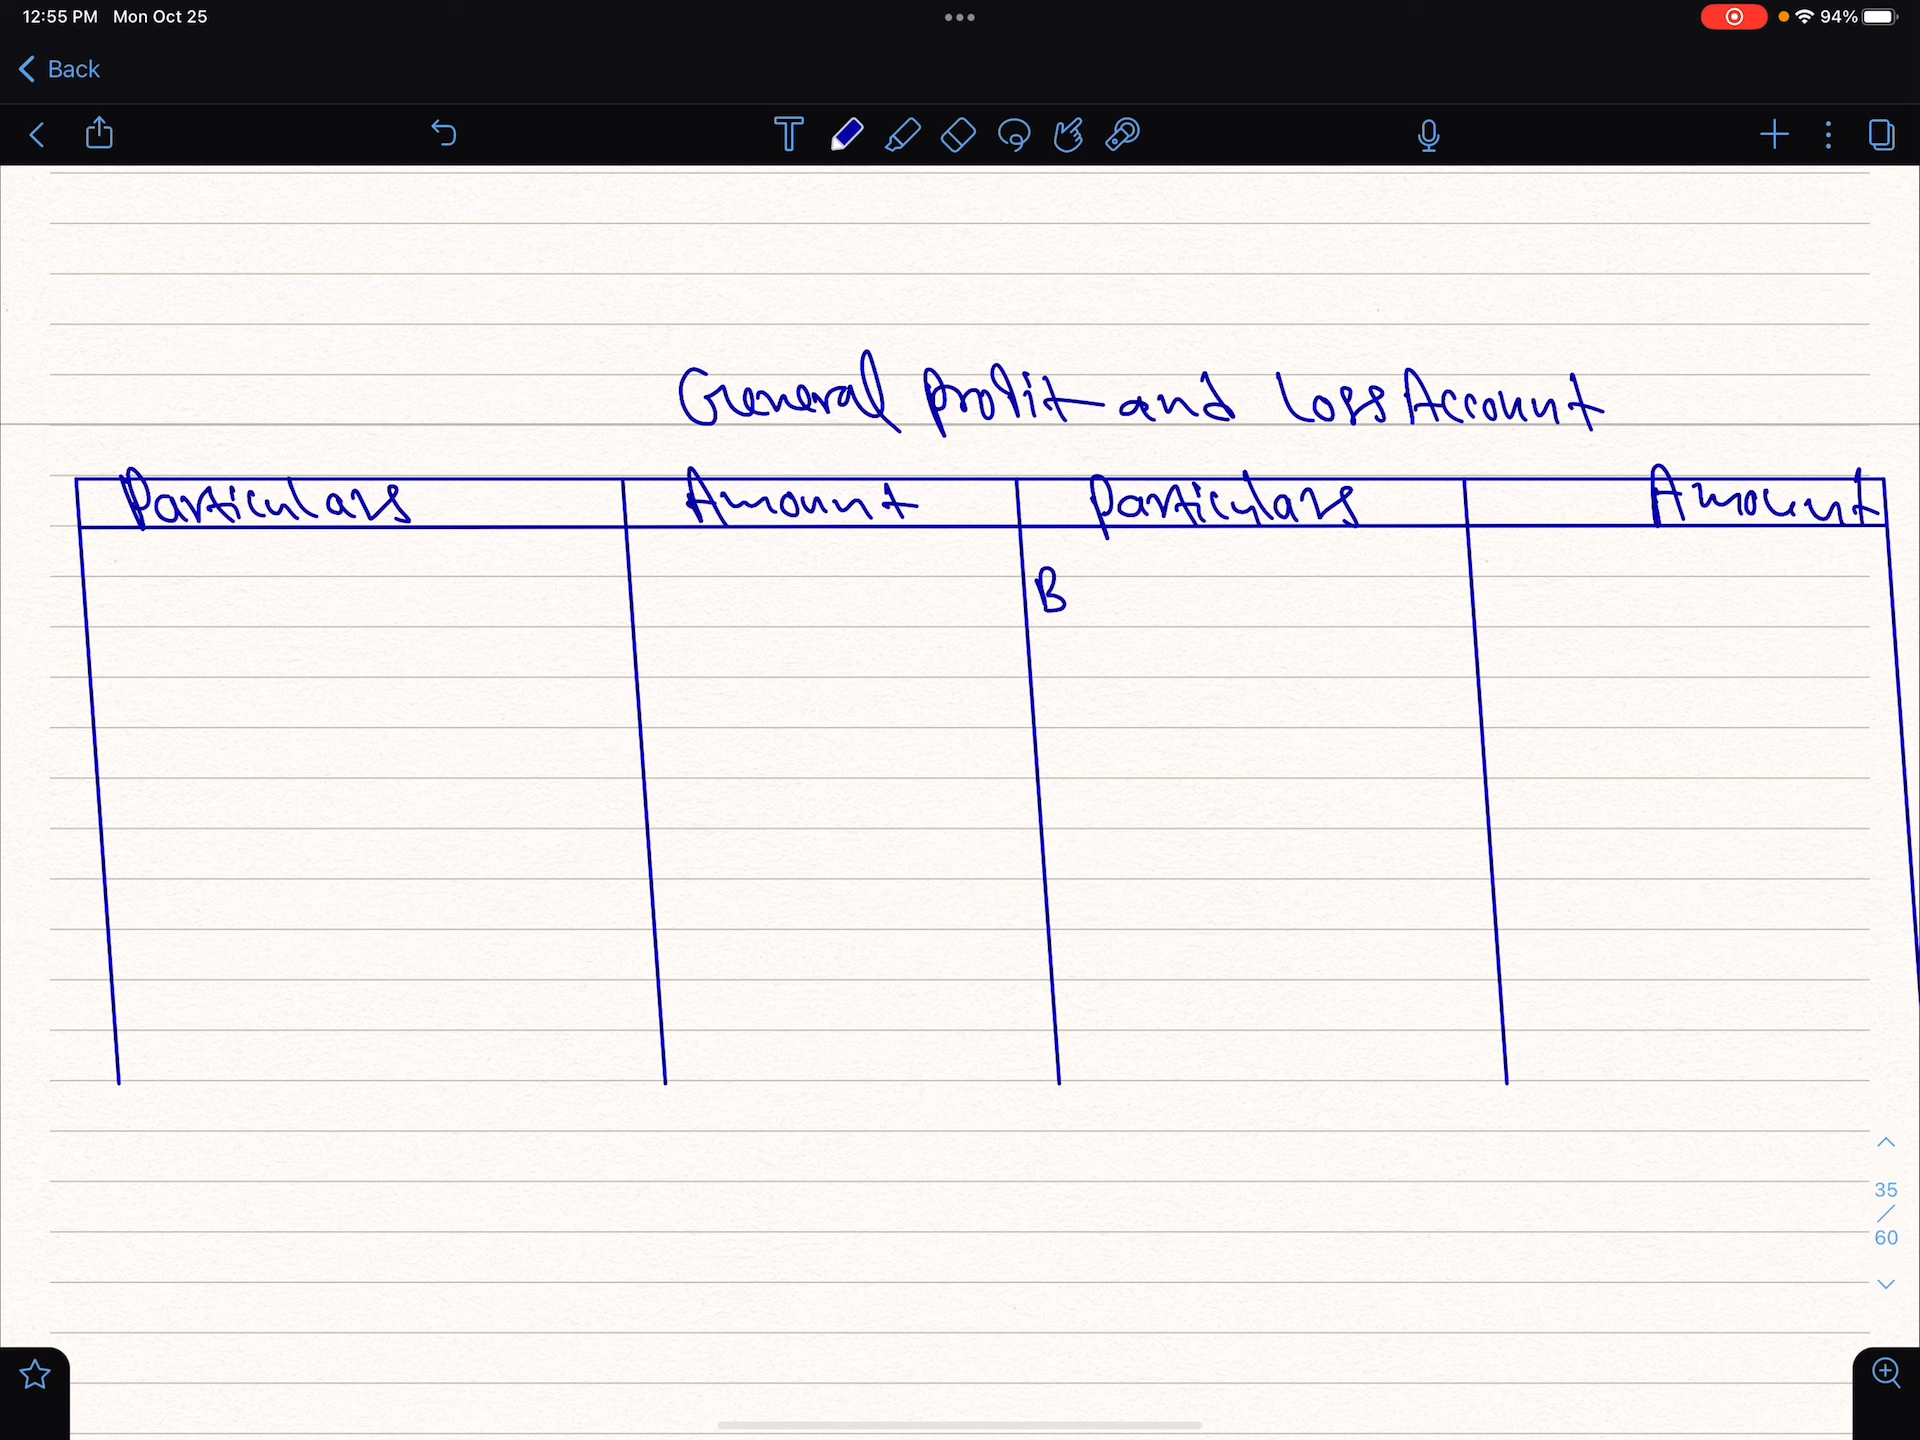 12:55 PM Mon Oct 25
94%
Back
General Profit and Loss Account
Particulars Amount Particulars Amount
B
35
/
60